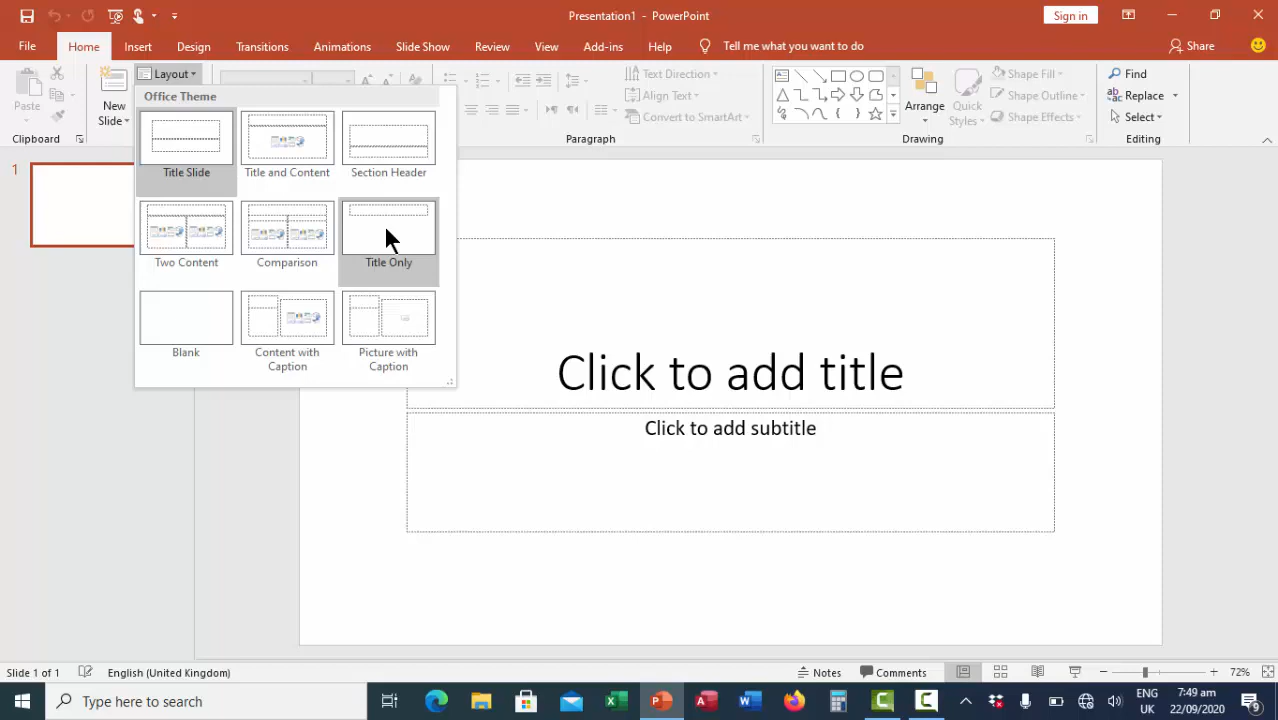 Presentation1 - PowerPoint
Sign in
File Home Insert Design Transitions Animations Slide Show Review View Add-ins Help Tell me what you want to do Share
Paste
Clipboard
New
Slide
Layout
Office Theme
Title Slide
Title and Content
Section Header
Two Content
Comparison
Title Only
Blank
Content with
Caption
Picture with
Caption
Text Direction
Align Text
Convert to SmartArt
Paragraph
Arrange
Quick
Styles
Shape Fill
Shape Outline
Shape Effects
Drawing
Find
Replace
Select
Editing
1
Click to add title
Click to add subtitle
Slide 1 of 1
English (United Kingdom)
Notes
Comments
72%
Type here to search
ENG
UK
7:49 am
22/09/2020
9